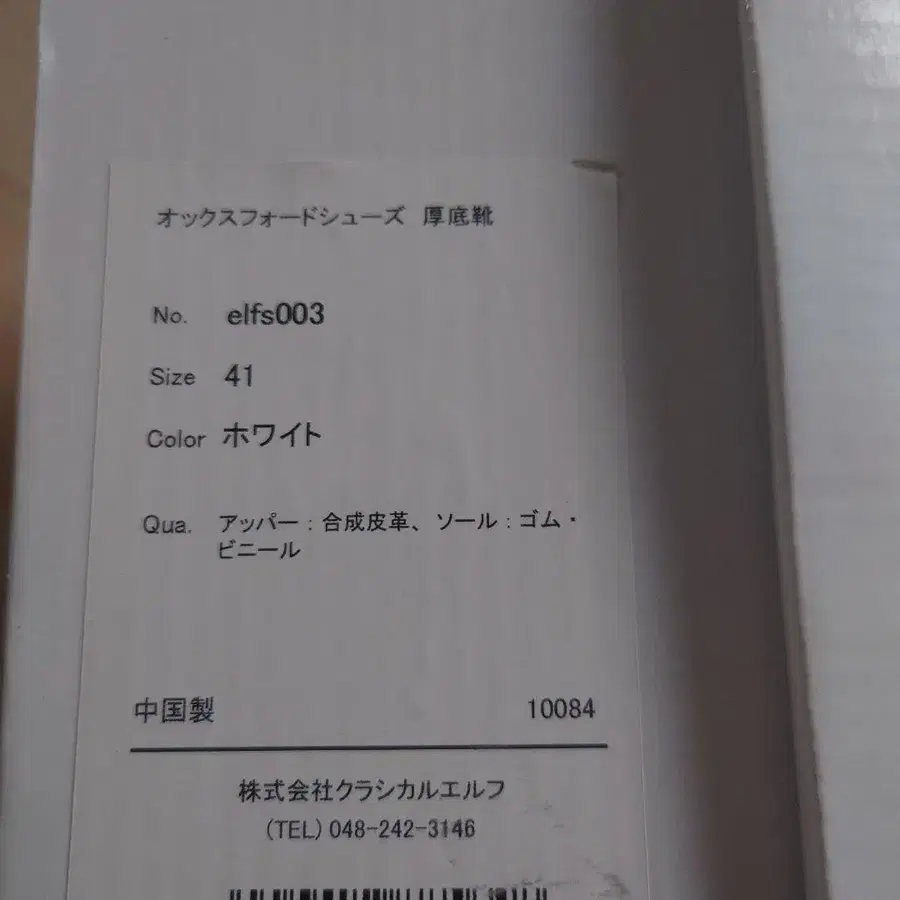 オックスフォードシューズ 厚底靴
No. elfs003
Size 41
Color ホワイト
Qua. アッパー：合成皮革、ソール：ゴム・
ビニール
中国製 10084
株式会社クラシカルエルフ
(TEL) 048-242-3146